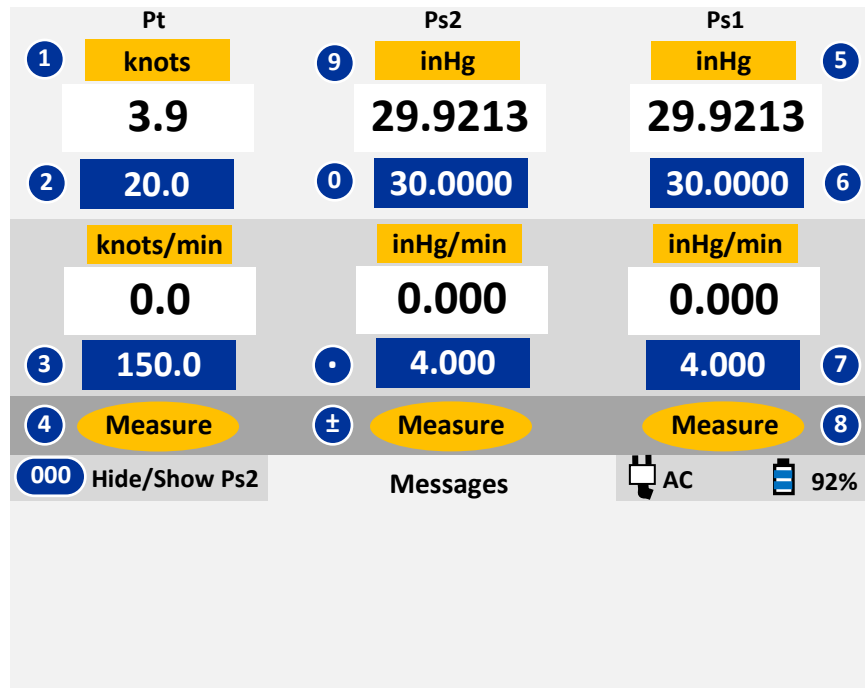 Pt Ps2 Ps1
1 knots 9 inHg inHg 5
3.9 29.9213 29.9213
2 20.0 0 30.0000 30.0000 6
knots/min inHg/min inHg/min
0.0 0.000 0.000
3 150.0 • 4.000 4.000 7
4 Measure ± Measure Measure 8
000 Hide/Show Ps2 Messages AC 92%